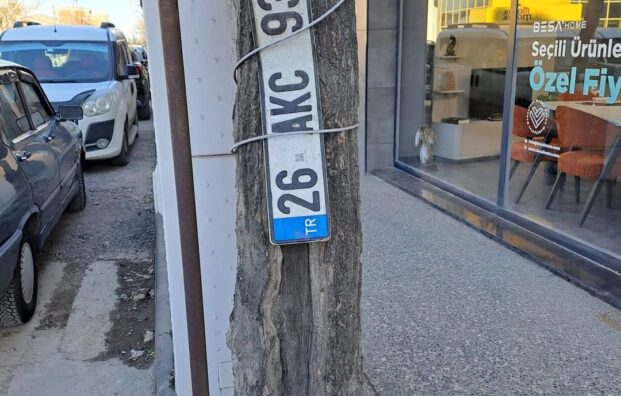 26 AKC 93
TR
BESA HOME
Seçili Ürünle
Özel Fiy